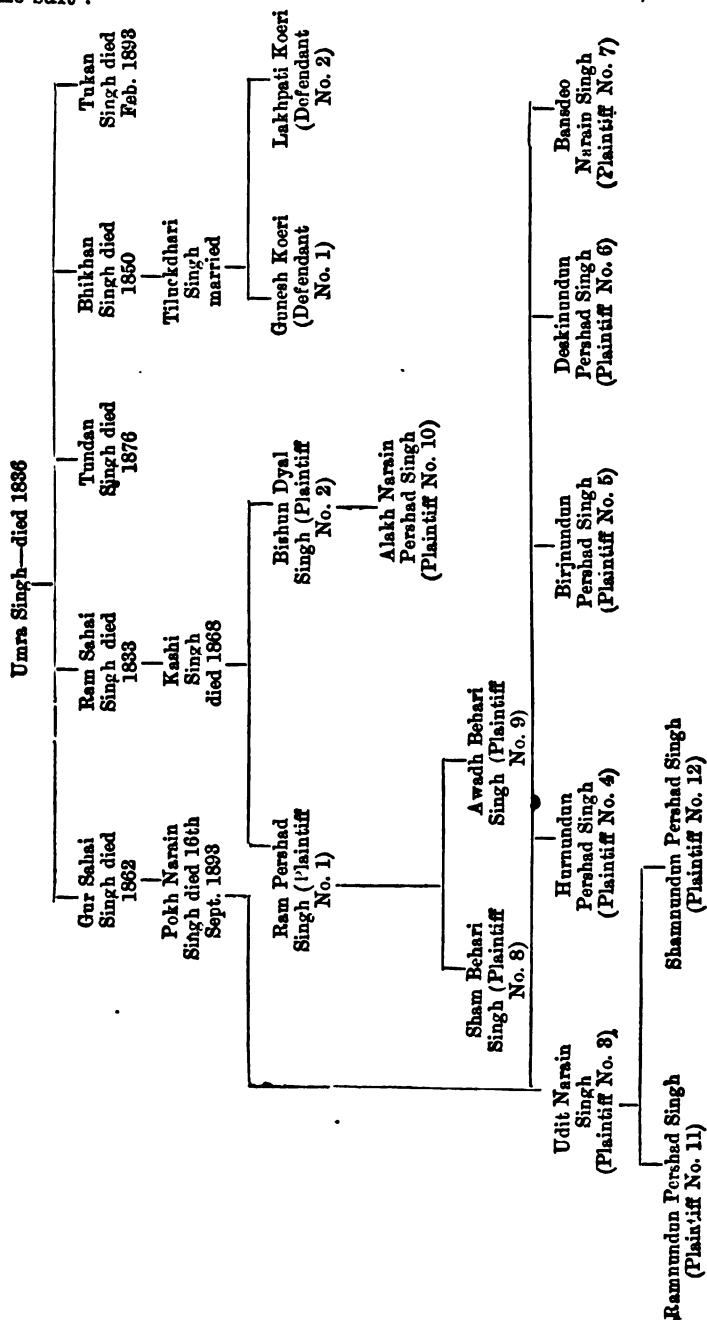 Umra Singh—died 1836
Gur Sahai
Singh died
1862
Ram Sahai
Singh died
1833
Tundan
Singh died
1876
Bhikhan
Singh died
1850
Tukan
Singh died
Feb. 1893
Pokh Narain
Singh died 16th
Sept. 1893
Kashi
Singh
died 1868
Tiluckdhari
Singh
married
Ram Pershad
Singh (Plaintiff
No. 1)
Bishun Dyal
Singh (Plaintiff
No. 2)
Gunesh Koeri
(Defendant
No. 1)
Lakhpati Koeri
(Defendant
No. 2)
Alakh Narain
Pershad Singh
(Plaintiff No. 10)
Sham Behari
Singh (Plaintiff
No. 8)
Awadh Behari
Singh (Plaintiff
No. 9)
Udit Narain
Singh
(Plaintiff No. 3)
Hurnundun
Pershad Singh
(Plaintiff No. 4)
Birjnundun
Pershad Singh
(Plaintiff No. 5)
Deokinundun
Pershad Singh
(Plaintiff No. 6)
Bansdeo
Narain Singh
(Plaintiff No. 7)
Ramnundun Pershad Singh
(Plaintiff No. 11)
Shamnundun Pershad Singh
(Plaintiff No. 12)